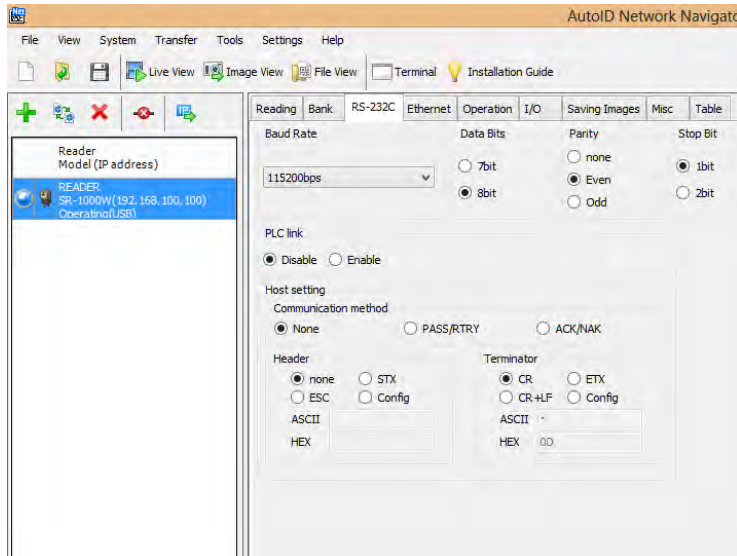 AutoID Network Navigato
File View System Transfer Tools Settings Help
Live View Image View File View Terminal Installation Guide
Reading Bank RS-232C Ethernet Operation I/O Saving Images Misc Table
Reader
Model (IP address)
READER
SR-1000W(192.168.100.100)
Operating(USB)
Baud Rate Data Bits Parity Stop Bit
115200bps
7bit
8bit
none
Even
Odd
1bit
2bit
PLC link
Disable Enable
Host setting
Communication method
None PASS/RTRY ACK/NAK
Header Terminator
none STX CR ETX
ESC Config CR+LF Config
ASCII ASCII
HEX HEX 0D